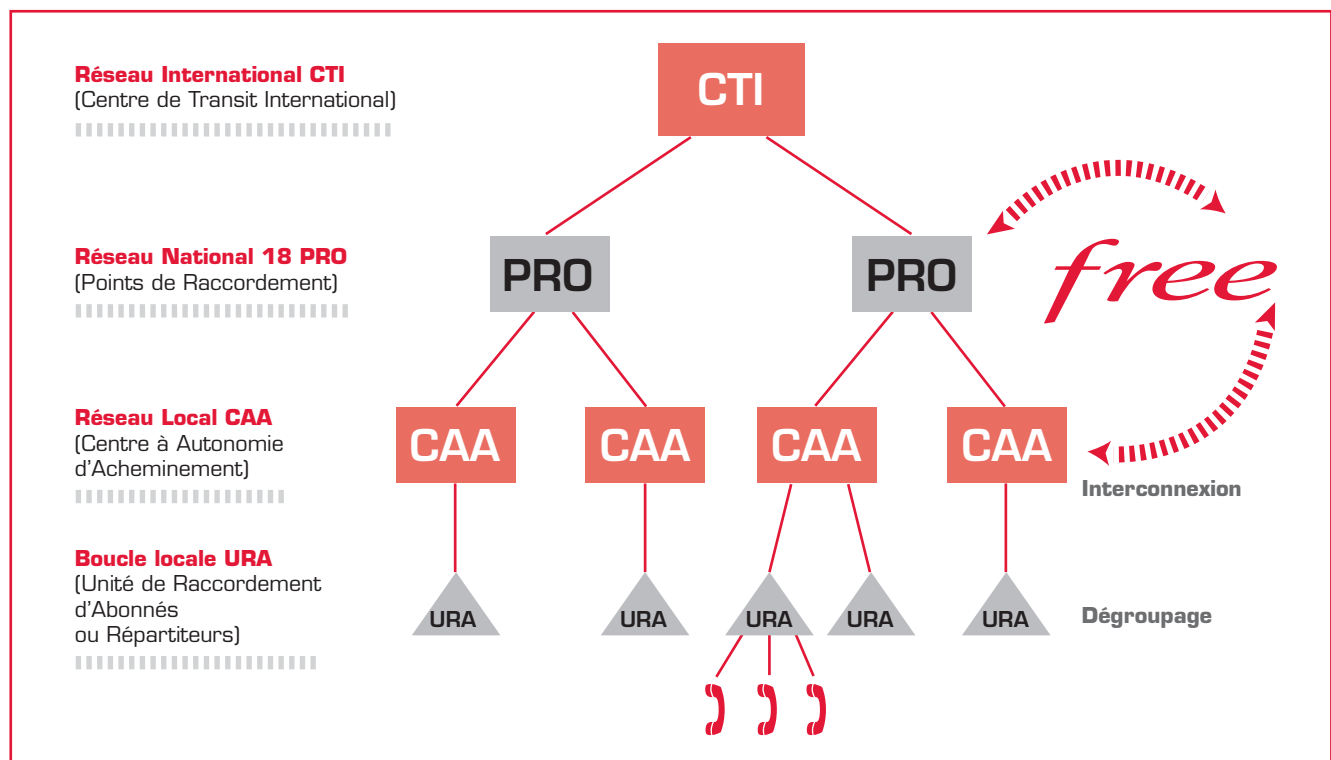 Réseau International CTI
(Centre de Transit International)
CTI
Réseau National 18 PRO
(Points de Raccordement)
PRO
PRO
free
Réseau Local CAA
(Centre à Autonomie
d'Acheminement)
CAA
CAA
CAA
CAA
Interconnexion
Boucle locale URA
(Unité de Raccordement
d'Abonnés
ou Répartiteurs)
URA
URA
URA
URA
URA
Dégroupage